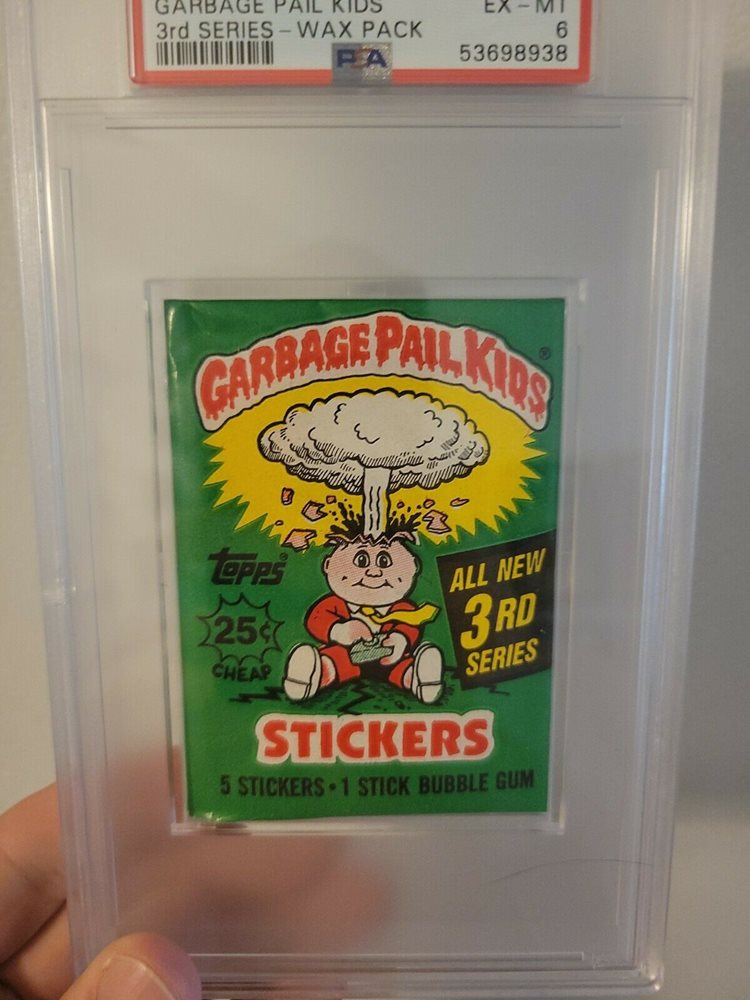 GARBAGE PAIL KIDS EX-MT
3rd SERIES-WAX PACK 6
PSA 53698938
GARBAGE PAIL KIDS®
topps®
25¢
CHEAP
ALL NEW
3RD
SERIES
STICKERS
5 STICKERS • 1 STICK BUBBLE GUM